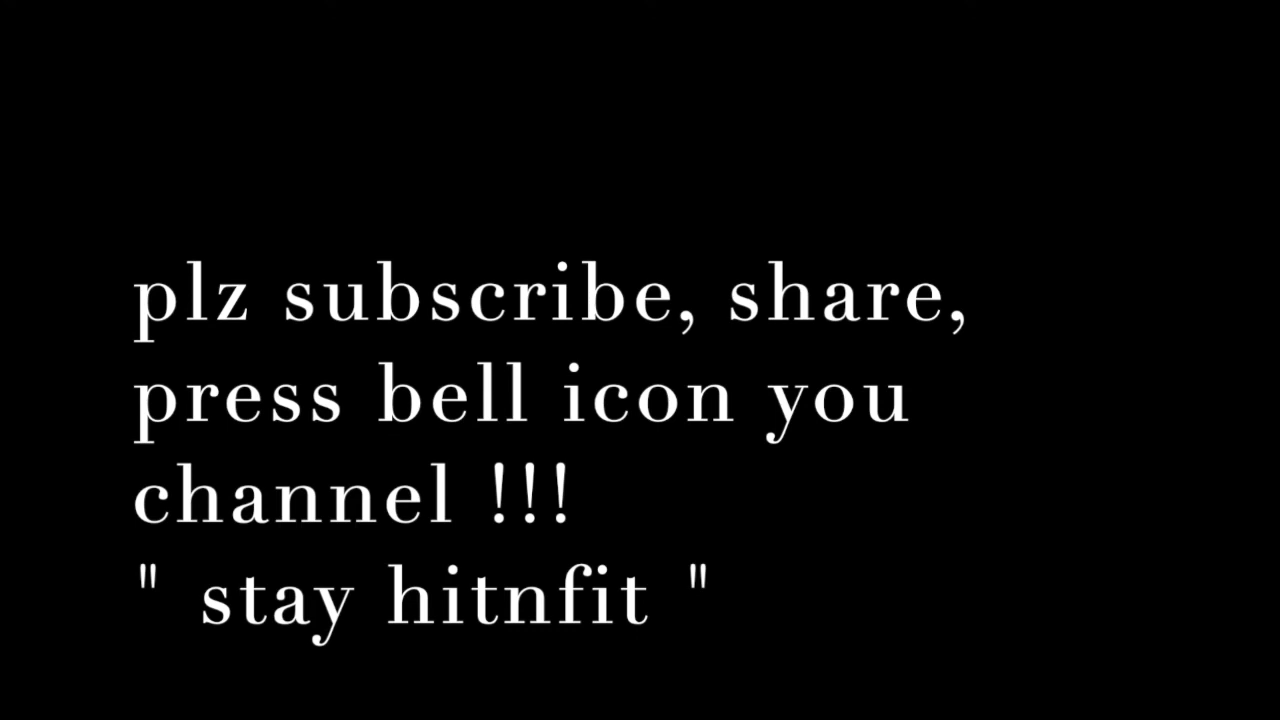 plz subscribe, share,
press bell icon you
channel !!!
" stay hitnfit "